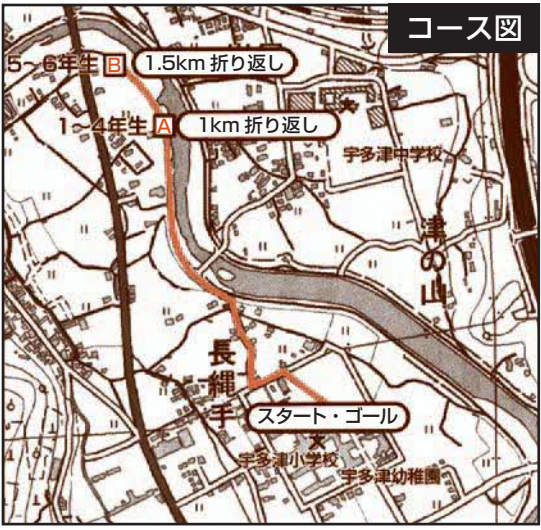 コース図
5～6年生 B 1.5km 折り返し
1～4年生 A 1km 折り返し
宇多津中学校
津の山
長縄手
スタート・ゴール
宇多津小学校
宇多津幼稚園